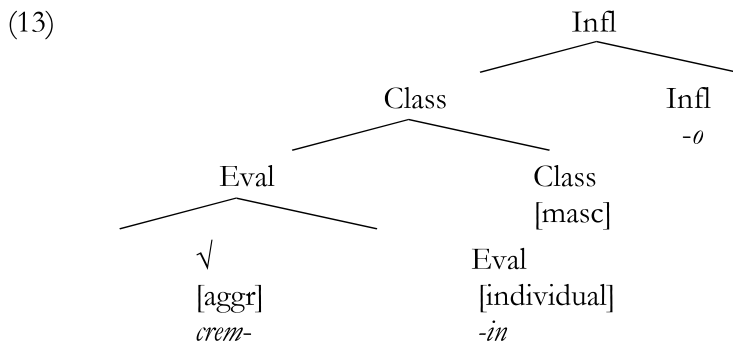 (13) Infl
Class Infl
-o
Eval Class
[masc]
√ Eval
[aggr] [individual]
crem- -in